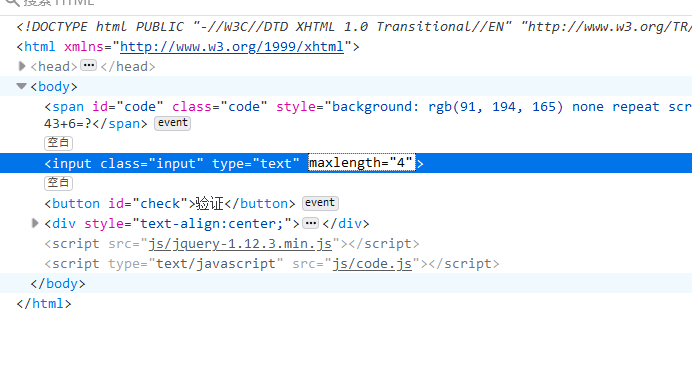 搜索 HTML
<!DOCTYPE html PUBLIC "-//W3C//DTD XHTML 1.0 Transitional//EN" "http://www.w3.org/TR/
<html xmlns="http://www.w3.org/1999/xhtml">
<head>⋯</head>
<body>
<span id="code" class="code" style="background: rgb(91, 194, 165) none repeat scr
43+6=?</span> event
空白
<input class="input" type="text" maxlength="4">
空白
<button id="check">验证</button> event
<div style="text-align:center;">⋯</div>
<script src="js/jquery-1.12.3.min.js"></script>
<script type="text/javascript" src="js/code.js"></script>
</body>
</html>